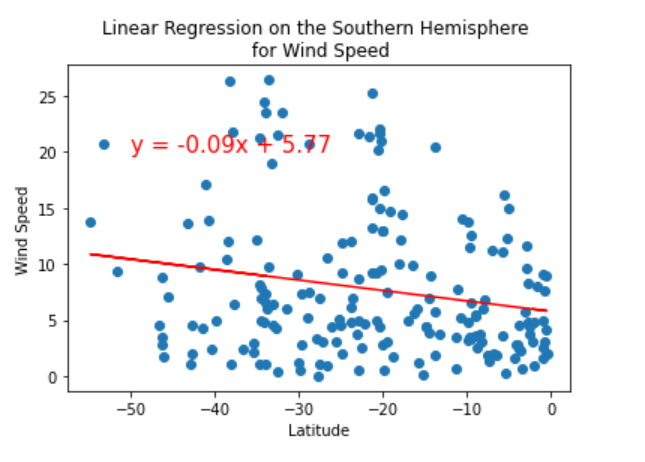 Linear Regression on the Southern Hemisphere
for Wind Speed
25
20
15
10
5
0
Wind Speed
y = -0.09x + 5.77
−50 −40 −30 −20 −10 0
Latitude